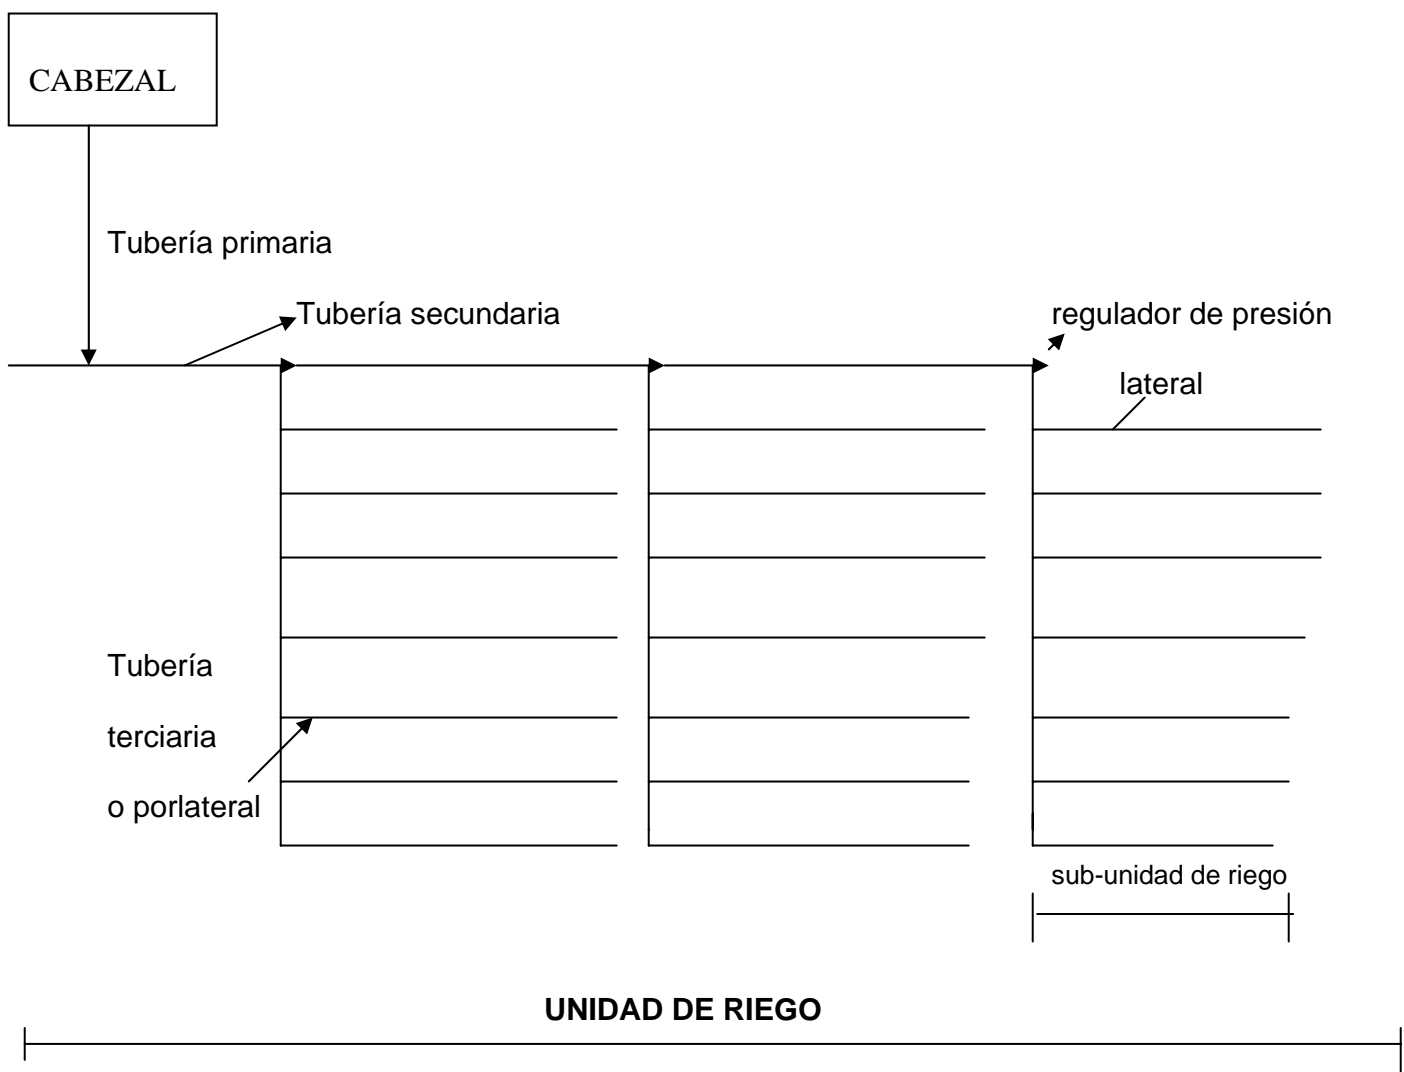 CABEZAL
Tubería primaria
Tubería secundaria
regulador de presión
lateral
Tubería
terciaria
o porlateral
sub-unidad de riego
UNIDAD DE RIEGO